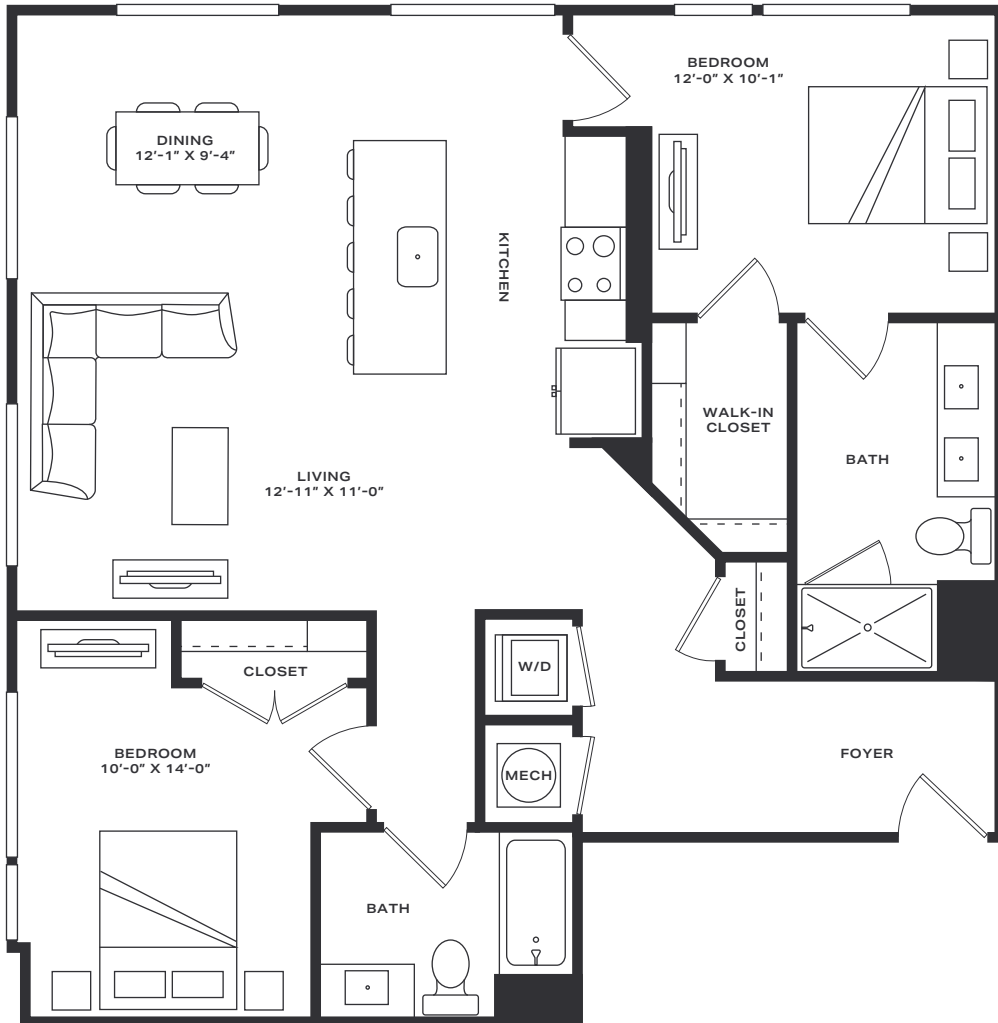 BEDROOM
12'-0" X 10'-1"
DINING
12'-1" X 9'-4"
KITCHEN
WALK-IN
CLOSET
BATH
LIVING
12'-11" X 11'-0"
CLOSET
W/D
CLOSET
BEDROOM
10'-0" X 14'-0"
MECH
FOYER
BATH